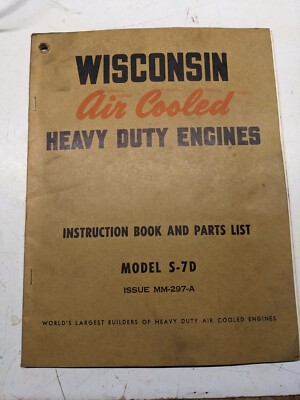 WISCONSIN
Air Cooled
HEAVY DUTY ENGINES
INSTRUCTION BOOK AND PARTS LIST
MODEL S-7D
ISSUE MM-297-A
WORLD'S LARGEST BUILDERS OF HEAVY DUTY AIR COOLED ENGINES